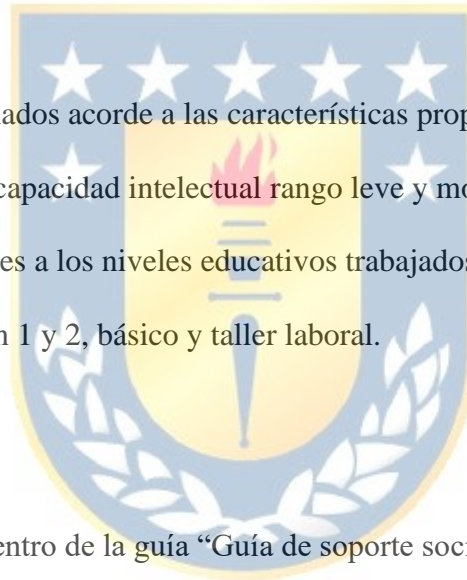 ados acorde a las características prop
capacidad intelectual rango leve y mo
es a los niveles educativos trabajados
n 1 y 2, básico y taller laboral.
entro de la guía “Guía de soporte soci